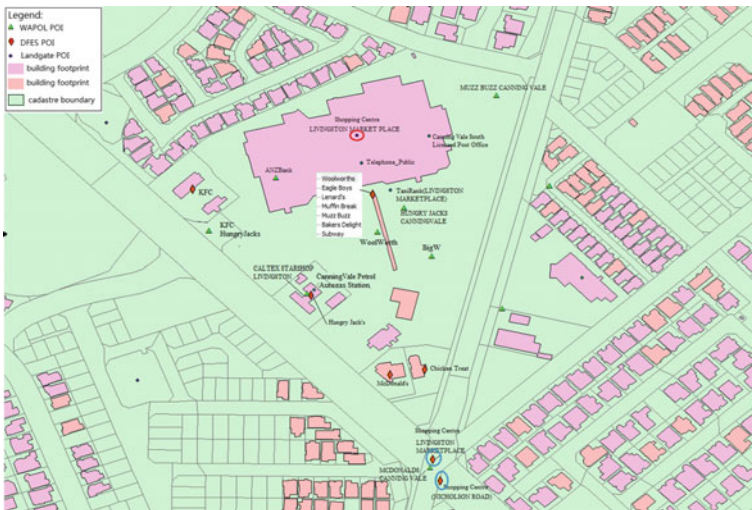 Legend:
WAPOL POI
DFES POI
Landgate POI
building footprint
building footprint
cadastre boundary
MUZZ BUZZ CANNING VALE
Shopping Centre
LIVINGSTON MARKET PLACE
Canning Vale South
Licensed Post Office
Telephone_Public
ANZBank
KFC
Woolworths
Eagle Boys
Lenard's
Muffin Break
Muzz Buzz
Bakers Delight
Subway
TaxiRank(LIVINGSTON
MARKETPLACE)
HUNGRY JACKS
CANNINGVALE
KFC
HungryJacks
WoolWorth
BigW
CALTEX STARSHOP
LIVINGSTON
CanningVale Petrol
Station
Hungry Jack's
McDonald's
Chicken Treat
Shopping Centre
LIVINGSTON
MARKETPLACE
MCDONALDS
CANNING VALE
Shopping Centre
(NICHOLSON ROAD)